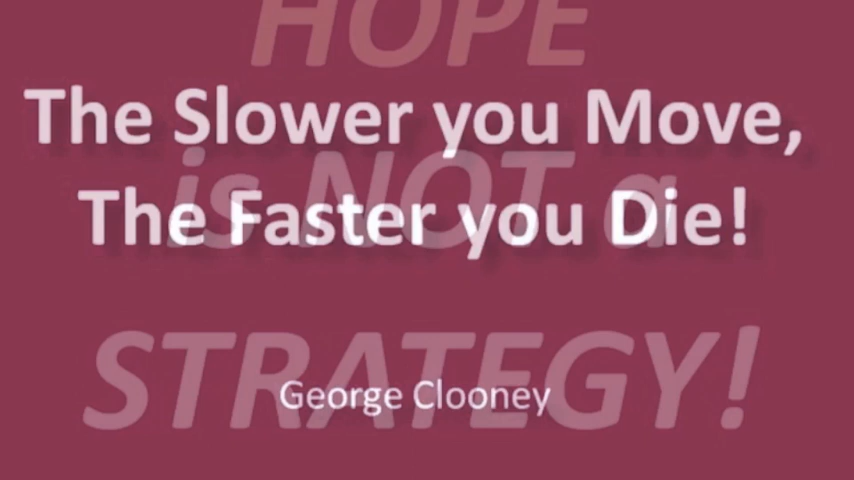 HOPE
The Slower you Move,
is NOT a
The Faster you Die!
STRATEGY!
George Clooney